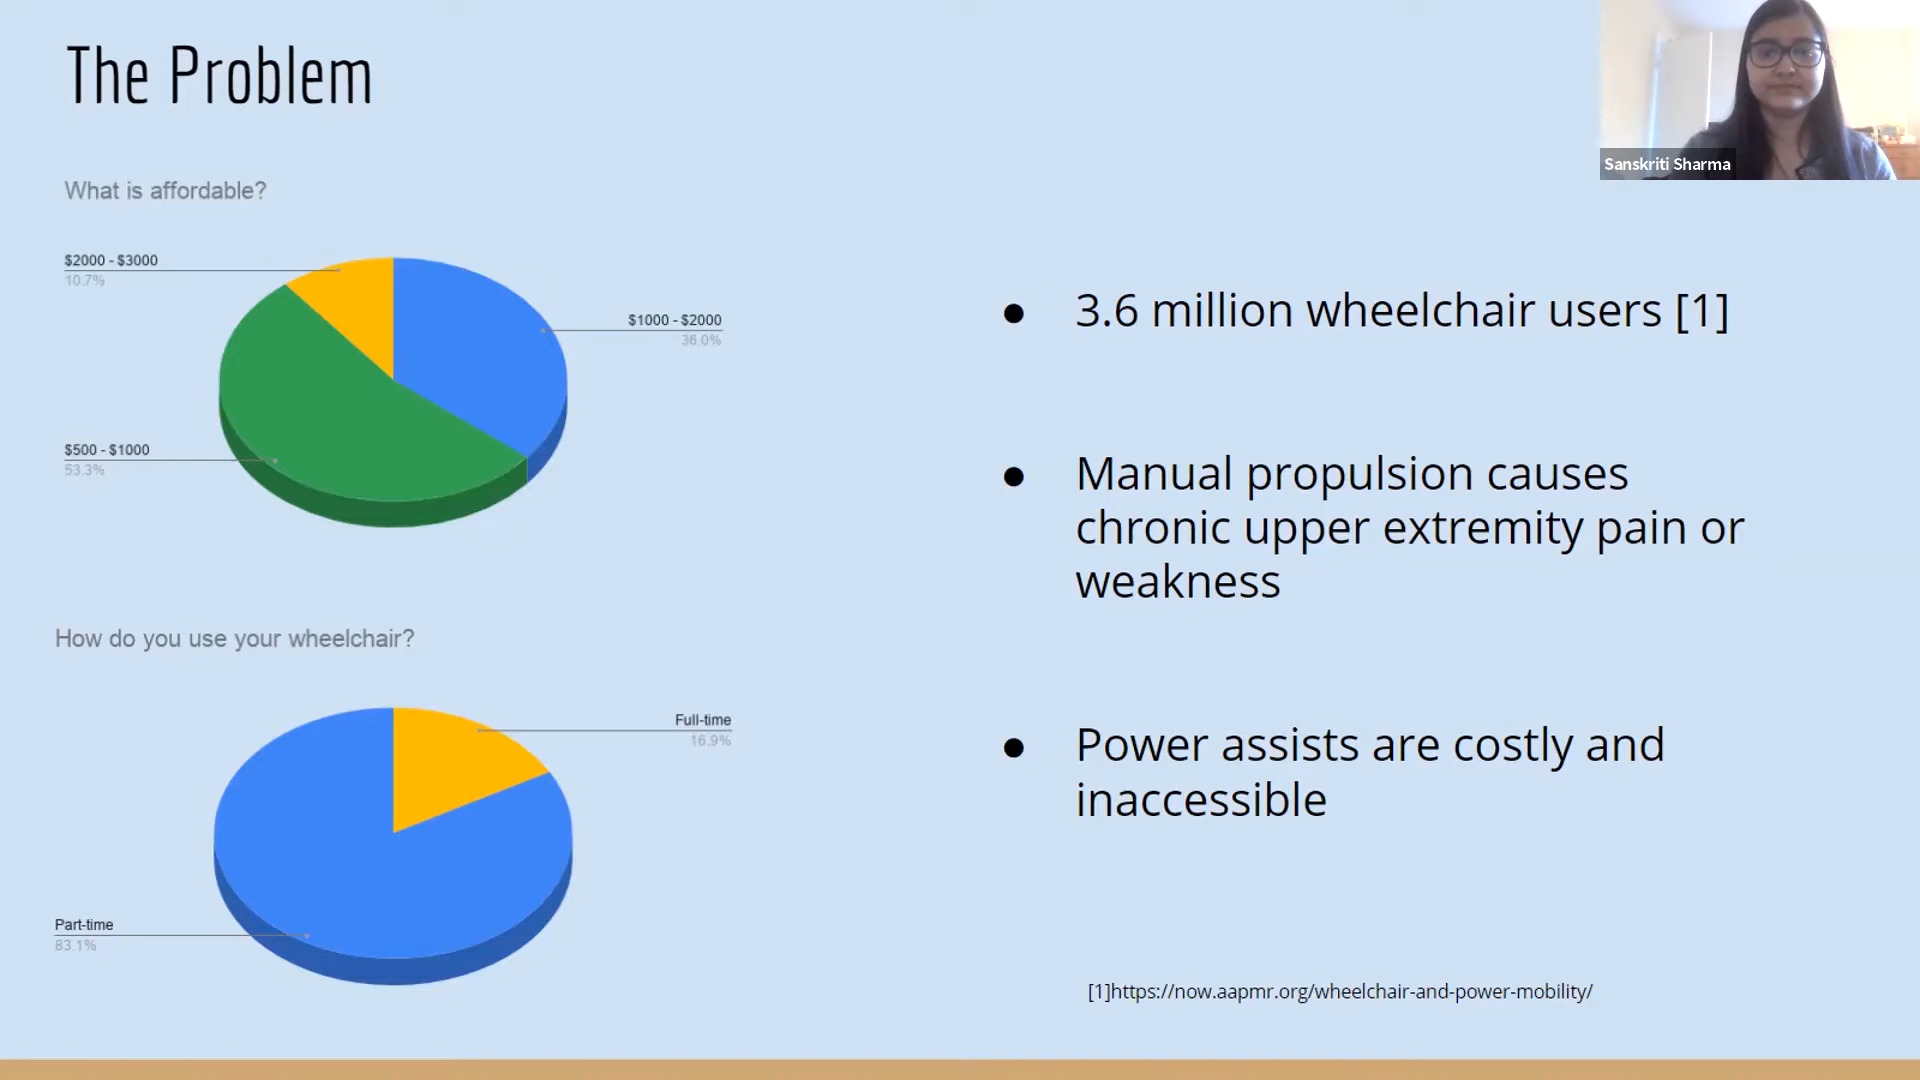 The Problem
Sanskriti Sharma
What is affordable?
$2000 - $3000
10.7%
$1000 - $2000
36.0%
$500 - $1000
53.3%
How do you use your wheelchair?
Full-time
16.9%
Part-time
83.1%
● 3.6 million wheelchair users [1]
● Manual propulsion causes
chronic upper extremity pain or
weakness
● Power assists are costly and
inaccessible
[1]https://now.aapmr.org/wheelchair-and-power-mobility/